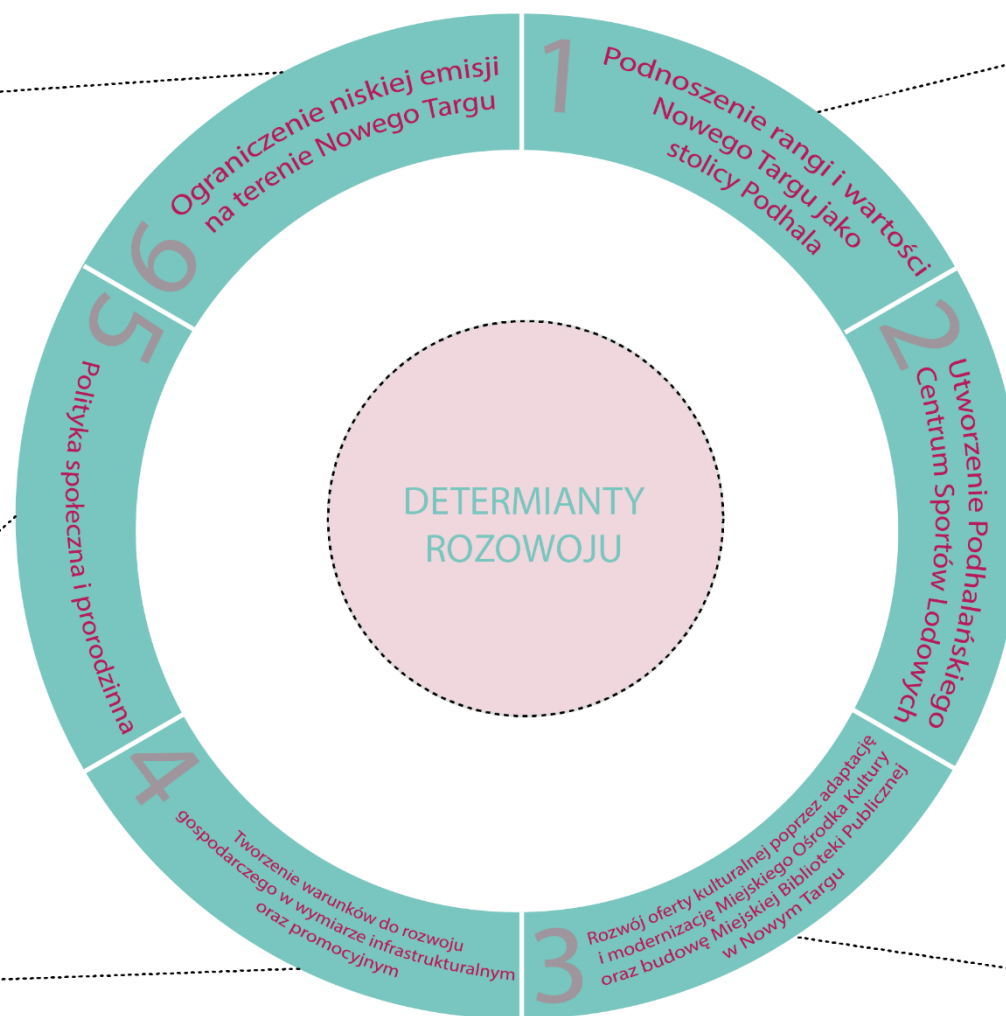 1
Podnoszenie rangi i wartości
Nowego Targu jako
stolicy Podhala
2
Utworzenie Podhalańskiego
Centrum Sportów Lodowych
3
Rozwój oferty kulturalnej poprzez adaptację
i modernizację Miejskiego Ośrodka Kultury
oraz budowę Miejskiej Biblioteki Publicznej
w Nowym Targu
4
Tworzenie warunków do rozwoju
gospodarczego w wymiarze infrastrukturalnym
oraz promocyjnym
5
Polityka społeczna i prorodzinna
6
Ograniczenie niskiej emisji
na terenie Nowego Targu
DETERMIANTY
ROZOWOJU